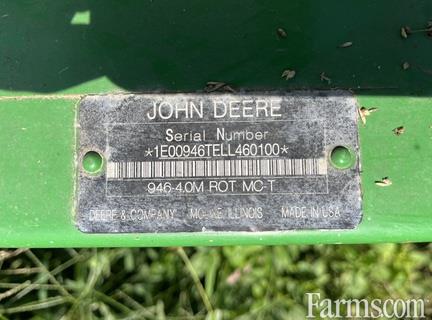 JOHN DEERE
Serial Number
*1E00946TELL460100*
946-4.0M ROT MC-T
DEERE & COMPANY MOLINE, ILLINOIS MADE IN USA
Farms.com®